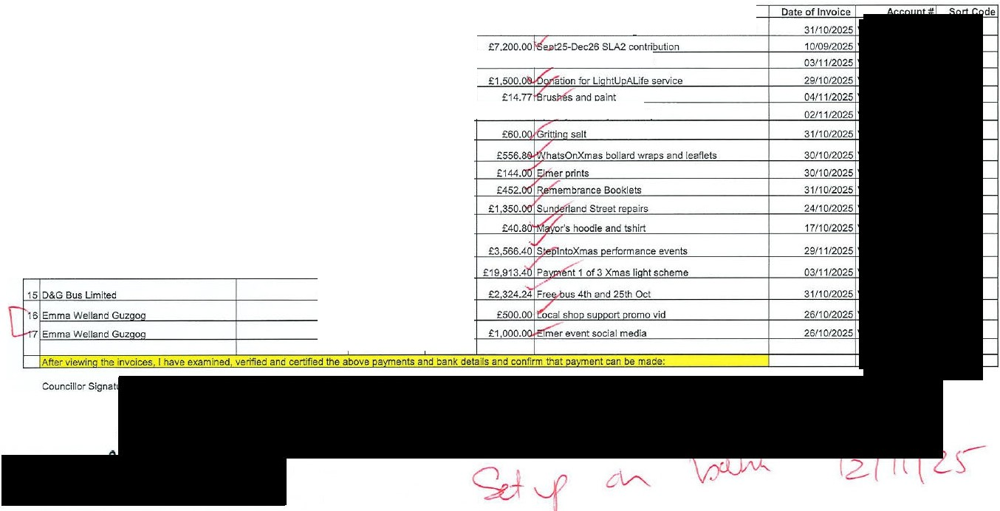 Date of Invoice Account # Sort Code
31/10/2025
£7,200.00 Sept25-Dec26 SLA2 contribution 10/09/2025
03/11/2025
£1,500.00 Donation for LightUpALife service 29/10/2025
£14.77 Brushes and paint 04/11/2025
02/11/2025
£60.00 Gritting salt 31/10/2025
£556.80 WhatsOnXmas bollard wraps and leaflets 30/10/2025
£144.00 Elmer prints 30/10/2025
£452.00 Remembrance Booklets 31/10/2025
£1,350.00 Sunderland Street repairs 24/10/2025
£40.80 Mayor's hoodie and tshirt 17/10/2025
£3,566.40 StepIntoXmas performance events 29/11/2025
£19,913.40 Payment 1 of 3 Xmas light scheme 03/11/2025
15 D&G Bus Limited £2,324.24 Free bus 4th and 25th Oct 31/10/2025
16 Emma Welland Guzgog £500.00 Local shop support promo vid 26/10/2025
17 Emma Welland Guzgog £1,000.00 Elmer event social media 26/10/2025
After viewing the invoices, I have examined, verified and certified the above payments and bank details and confirm that payment can be made:
Councillor Signatu
Set up on bank 12/11/25